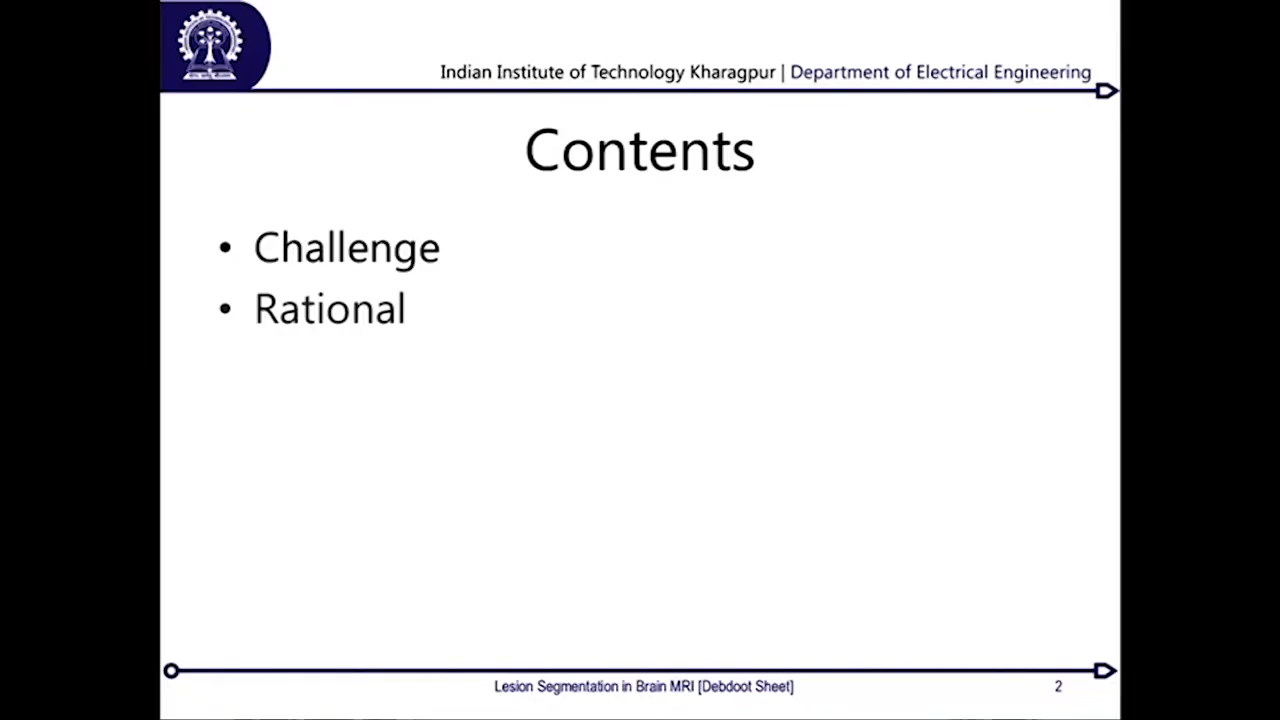 Indian Institute of Technology Kharagpur | Department of Electrical Engineering
Contents
• Challenge
• Rational
Lesion Segmentation in Brain MRI [Debdoot Sheet]
2